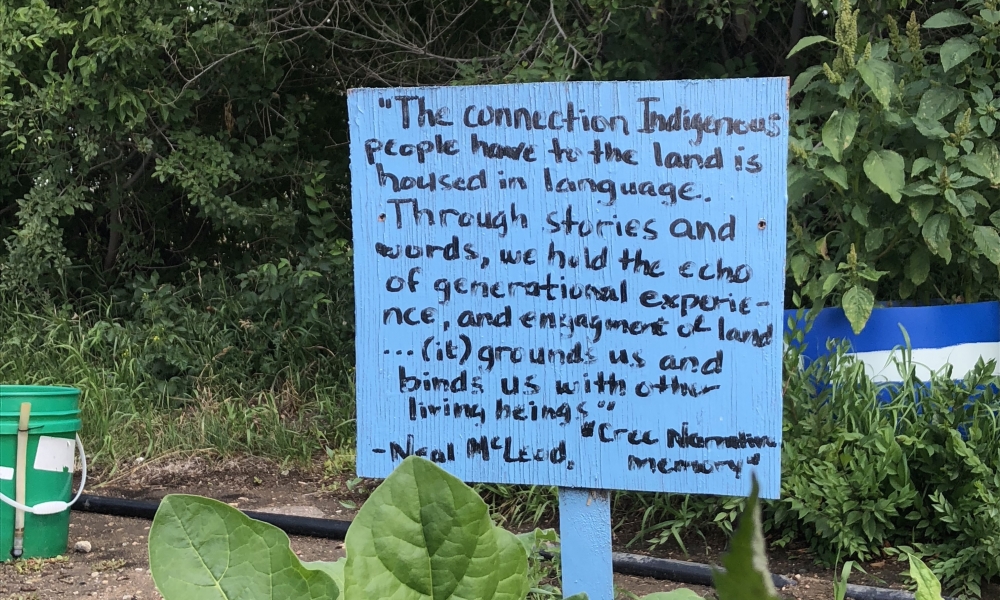 "The connection Indigenous
people have to the land is
housed in language.
Through stories and
words, we hold the echo
of generational experie-
nce, and engagment of land
...(it) grounds us and
binds us with other
living beings"
-Neal McLeod, "Cree Narrative
memory"